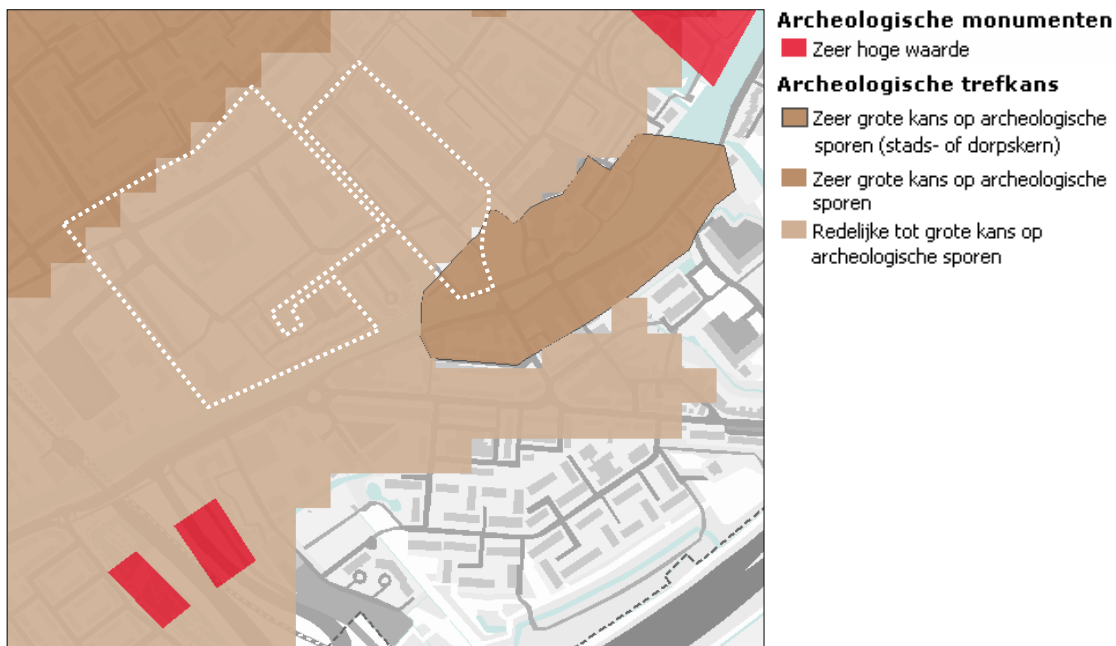 Archeologische monumenten
Zeer hoge waarde
Archeologische trefkans
Zeer grote kans op archeologische
sporen (stads- of dorpskern)
Zeer grote kans op archeologische
sporen
Redelijke tot grote kans op
archeologische sporen